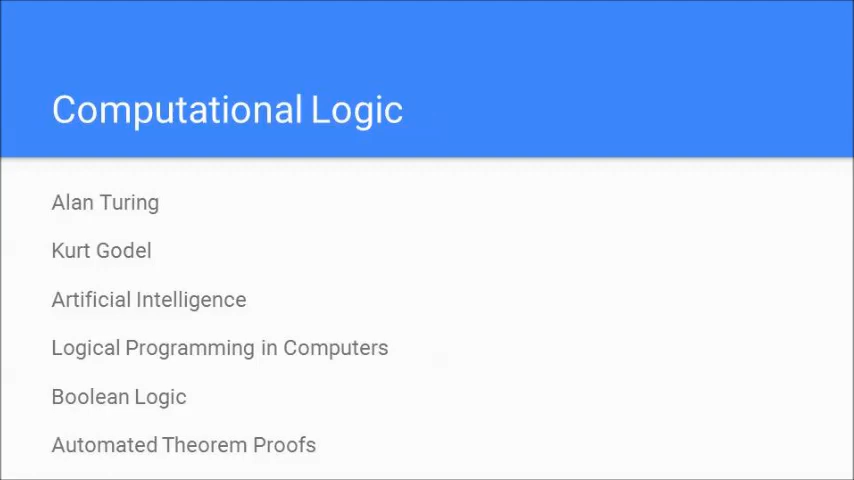 Computational Logic
Alan Turing
Kurt Godel
Artificial Intelligence
Logical Programming in Computers
Boolean Logic
Automated Theorem Proofs